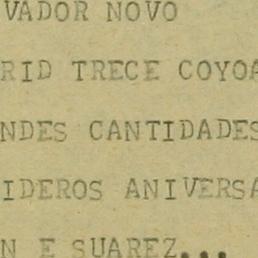 VADOR NOVO
RID TRECE COYOA
NDES CANTIDADES
IDEROS ANIVERSA
N E SUAREZ...